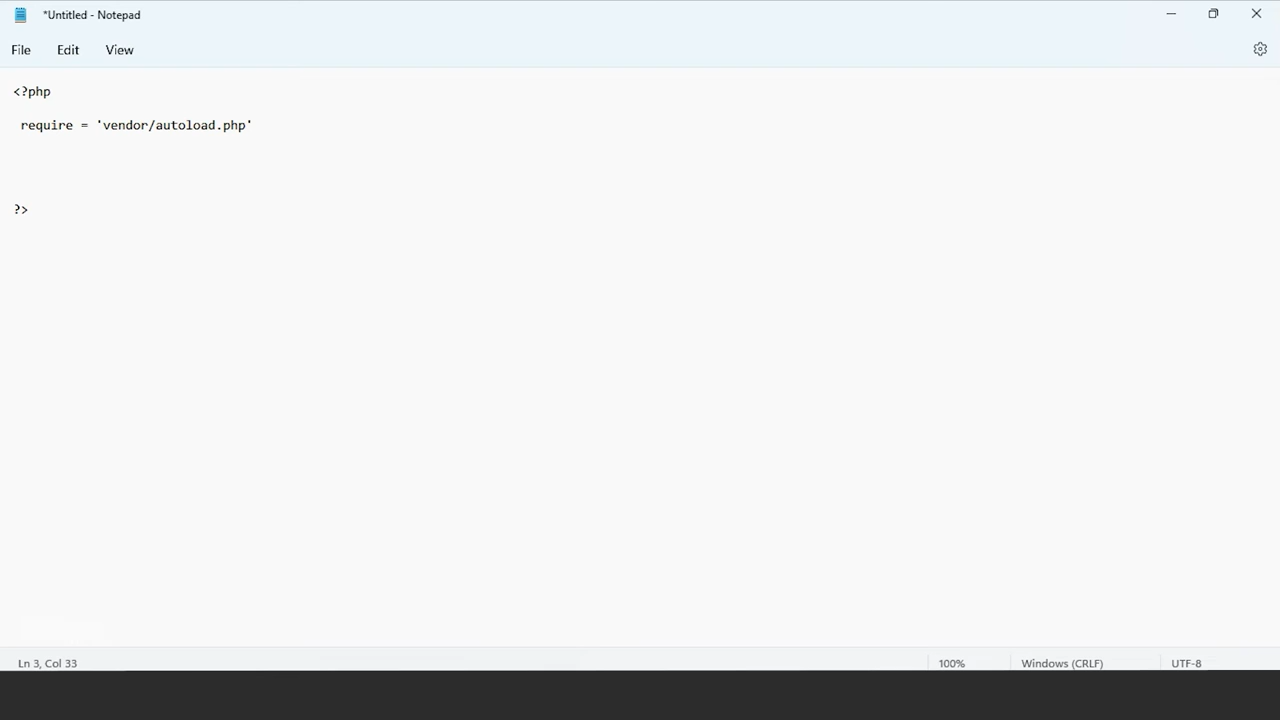 *Untitled - Notepad
File Edit View
<?php
require = 'vendor/autoload.php'
?>
Ln 3, Col 33 100% Windows (CRLF) UTF-8